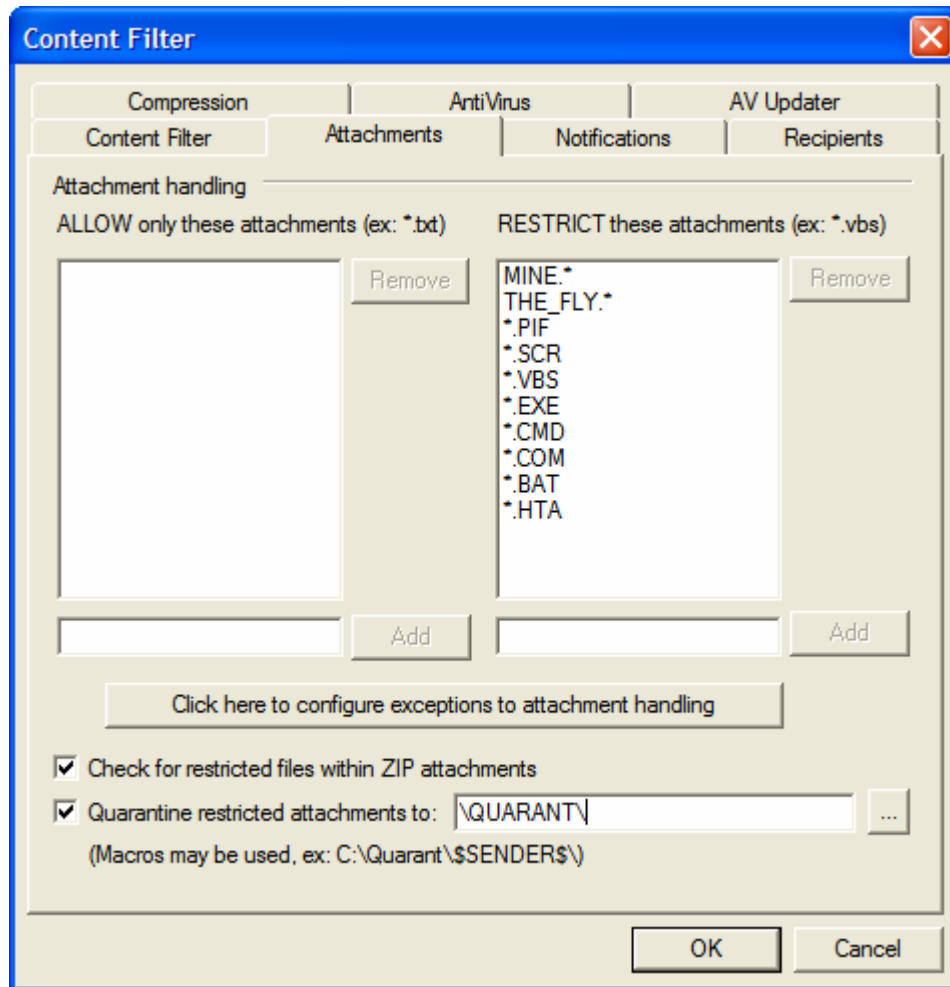 Content Filter
Compression AntiVirus AV Updater
Content Filter Attachments Notifications Recipients
Attachment handling
ALLOW only these attachments (ex: *.txt) RESTRICT these attachments (ex: *.vbs)
Remove MINE.* Remove
THE_FLY.*
*.PIF
*.SCR
*.VBS
*.EXE
*.CMD
*.COM
*.BAT
*.HTA
Add Add
Click here to configure exceptions to attachment handling
Check for restricted files within ZIP attachments
Quarantine restricted attachments to: \QUARANT\ ...
(Macros may be used, ex: C:\Quarant\$SENDER$\)
OK Cancel